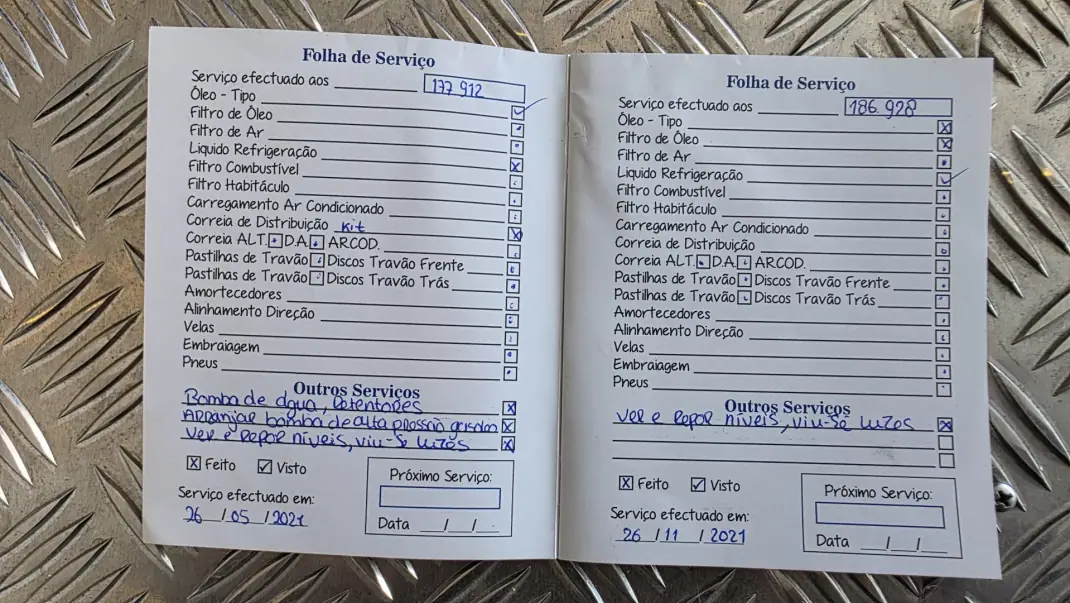 Folha de Serviço
Serviço efectuado aos 177 912
Óleo - Tipo
Filtro de Óleo
Filtro de Ar
Liquido Refrigeração
Filtro Combustível
Filtro Habitáculo
Carregamento Ar Condicionado
Correia de Distribuição Kit
Correia ALT. D.A. ARCOD.
Pastilhas de Travão Discos Travão Frente
Pastilhas de Travão Discos Travão Trás
Amortecedores
Alinhamento Direção
Velas
Embraiagem
Pneus
Outros Serviços
Bomba de água, Retentores
Arranjar bomba de alta pressão gasoleo
Ver e Repor níveis, viu-se luzes
X Feito ✓ Visto
Próximo Serviço:
Serviço efectuado em:
26 / 05 / 2021
Data / /
Folha de Serviço
Serviço efectuado aos 186.928
Óleo - Tipo
Filtro de Óleo
Filtro de Ar
Liquido Refrigeração
Filtro Combustível
Filtro Habitáculo
Carregamento Ar Condicionado
Correia de Distribuição
Correia ALT. D.A. ARCOD.
Pastilhas de Travão Discos Travão Frente
Pastilhas de Travão Discos Travão Trás
Amortecedores
Alinhamento Direção
Velas
Embraiagem
Pneus
Outros Serviços
Ver e Repor níveis, viu-se luzes
X Feito ✓ Visto
Próximo Serviço:
Serviço efectuado em:
26 / 11 / 2021
Data / /